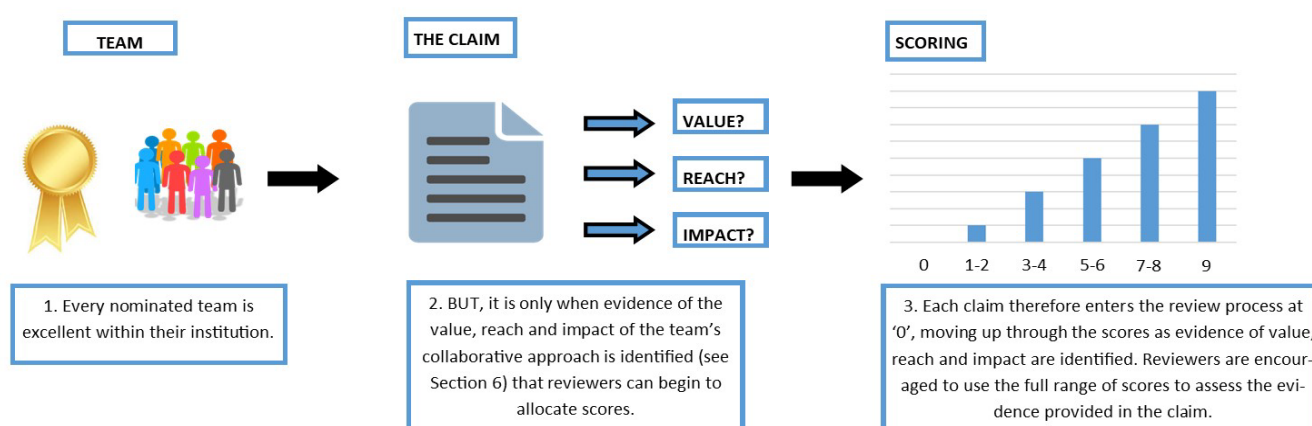 TEAM
1. Every nominated team is
excellent within their institution.
THE CLAIM
VALUE?
REACH?
IMPACT?
2. BUT, it is only when evidence of the
value, reach and impact of the team’s
collaborative approach is identified (see
Section 6) that reviewers can begin to
allocate scores.
SCORING
0 1-2 3-4 5-6 7-8 9
3. Each claim therefore enters the review process at
‘0’, moving up through the scores as evidence of value,
reach and impact are identified. Reviewers are encour-
aged to use the full range of scores to assess the evi-
dence provided in the claim.